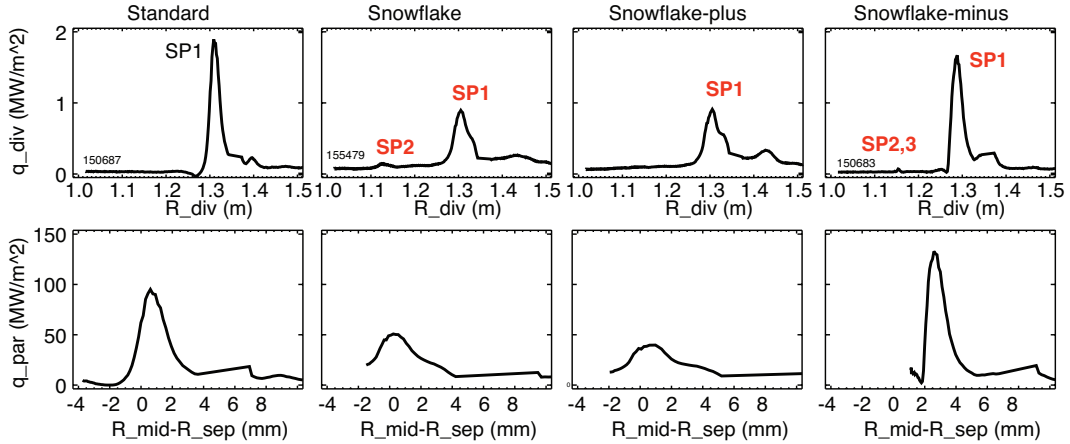 Standard Snowflake Snowflake-plus Snowflake-minus
q_div (MW/m^2)
2
1
0
SP1
150687
SP1
SP2
155479
SP1
SP1
SP2,3
150683
1.0 1.1 1.2 1.3 1.4 1.5 1.0 1.1 1.2 1.3 1.4 1.5 1.0 1.1 1.2 1.3 1.4 1.5 1.0 1.1 1.2 1.3 1.4 1.5
R_div (m) R_div (m) R_div (m) R_div (m)
q_par (MW/m^2)
150
100
50
0
0
-4 -2 0 2 4 6 8 -4 -2 0 2 4 6 8 -4 -2 0 2 4 6 8 -4 -2 0 2 4 6 8
R_mid-R_sep (mm) R_mid-R_sep (mm) R_mid-R_sep (mm) R_mid-R_sep (mm)